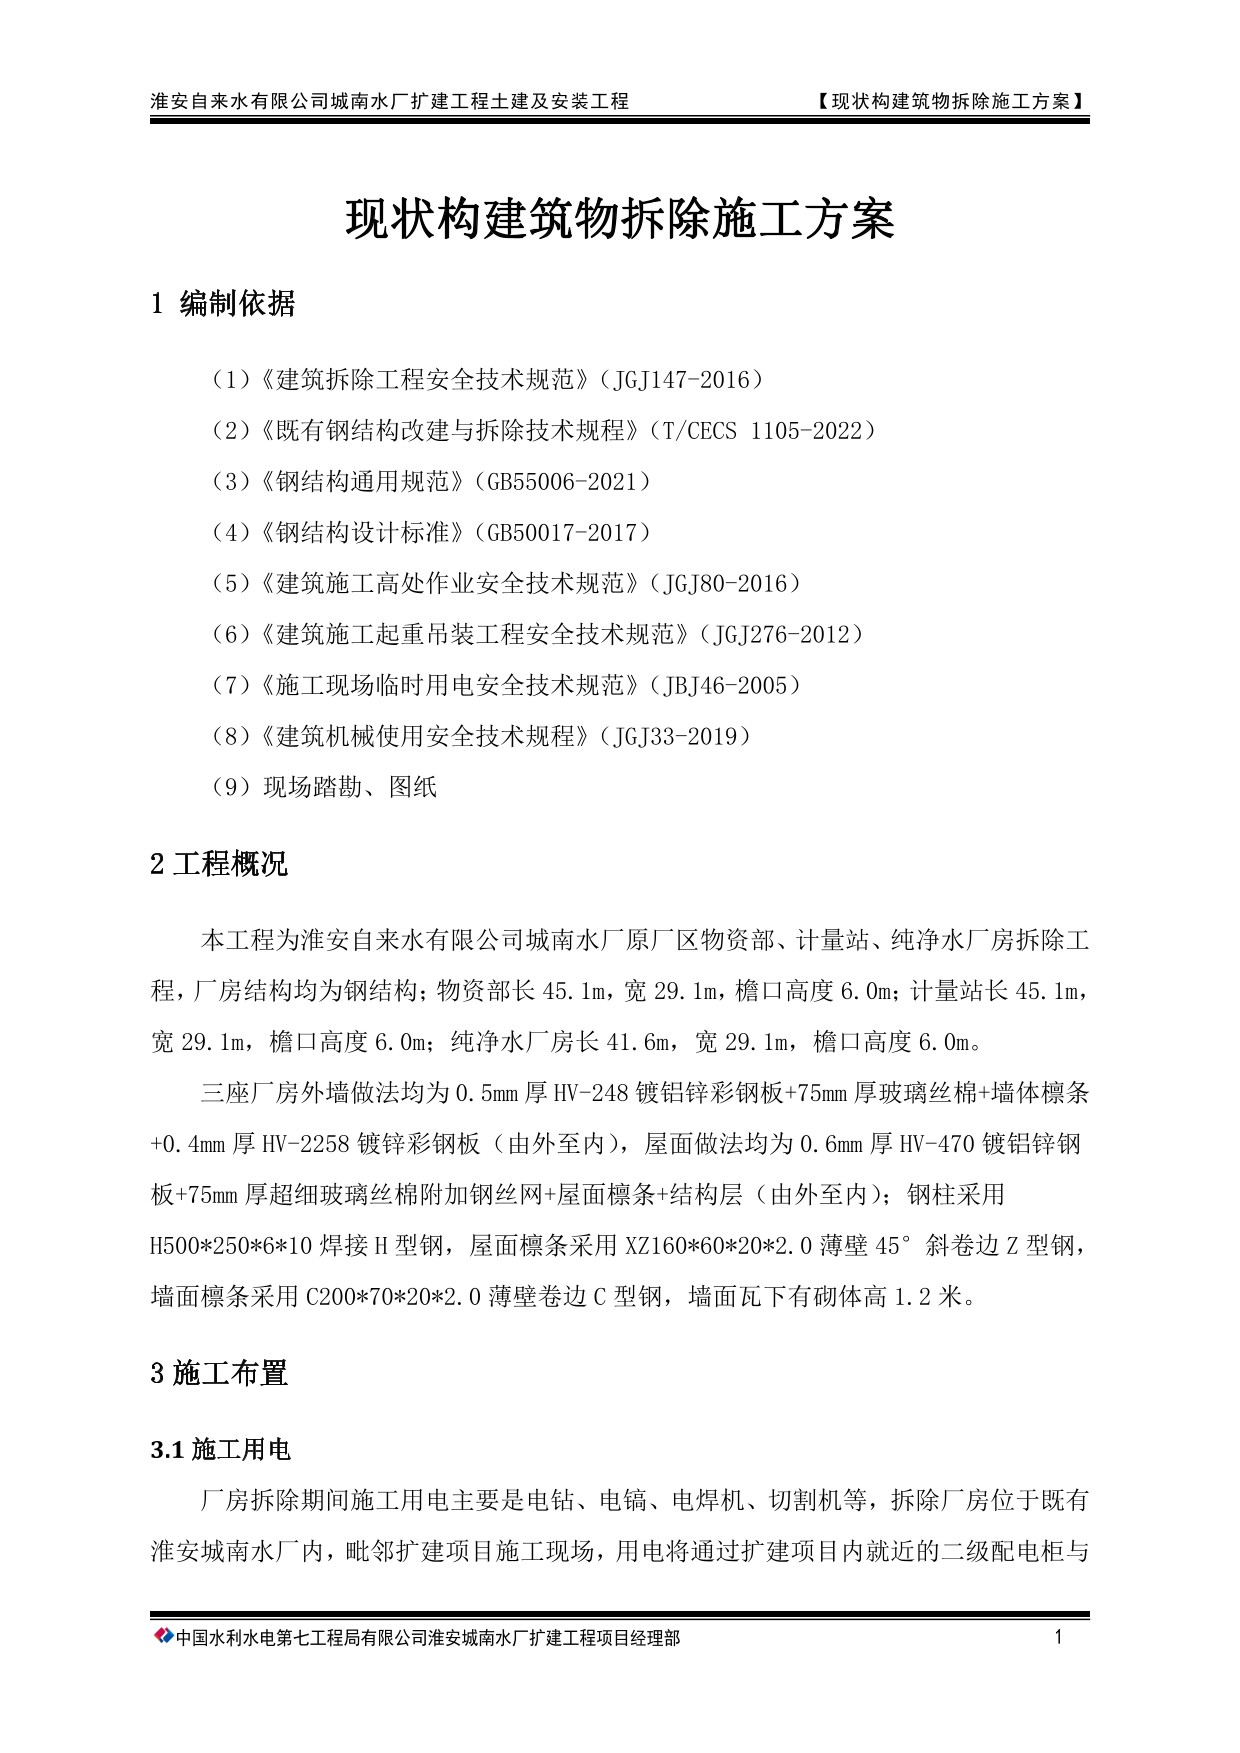 淮安自来水有限公司城南水厂扩建工程土建及安装工程 【现状构建筑物拆除施工方案】
现状构建筑物拆除施工方案
1 编制依据
（1）《建筑拆除工程安全技术规范》（JGJ147-2016）
（2）《既有钢结构改建与拆除技术规程》（T/CECS 1105-2022）
（3）《钢结构通用规范》（GB55006-2021）
（4）《钢结构设计标准》（GB50017-2017）
（5）《建筑施工高处作业安全技术规范》（JGJ80-2016）
（6）《建筑施工起重吊装工程安全技术规范》（JGJ276-2012）
（7）《施工现场临时用电安全技术规范》（JBJ46-2005）
（8）《建筑机械使用安全技术规程》（JGJ33-2019）
（9）现场踏勘、图纸
2 工程概况
本工程为淮安自来水有限公司城南水厂原厂区物资部、计量站、纯净水厂房拆除工
程，厂房结构均为钢结构；物资部长 45.1m，宽 29.1m，檐口高度 6.0m；计量站长 45.1m，
宽 29.1m，檐口高度 6.0m；纯净水厂房长 41.6m，宽 29.1m，檐口高度 6.0m。
三座厂房外墙做法均为 0.5mm 厚 HV-248 镀铝锌彩钢板+75mm 厚玻璃丝棉+墙体檩条
+0.4mm 厚 HV-2258 镀锌彩钢板（由外至内），屋面做法均为 0.6mm 厚 HV-470 镀铝锌钢
板+75mm 厚超细玻璃丝棉附加钢丝网+屋面檩条+结构层（由外至内）；钢柱采用
H500*250*6*10 焊接 H 型钢，屋面檩条采用 XZ160*60*20*2.0 薄壁 45°斜卷边 Z 型钢，
墙面檩条采用 C200*70*20*2.0 薄壁卷边 C 型钢，墙面瓦下有砌体高 1.2 米。
3 施工布置
3.1 施工用电
厂房拆除期间施工用电主要是电钻、电镐、电焊机、切割机等，拆除厂房位于既有
淮安城南水厂内，毗邻扩建项目施工现场，用电将通过扩建项目内就近的二级配电柜与
中国水利水电第七工程局有限公司淮安城南水厂扩建工程项目经理部 1